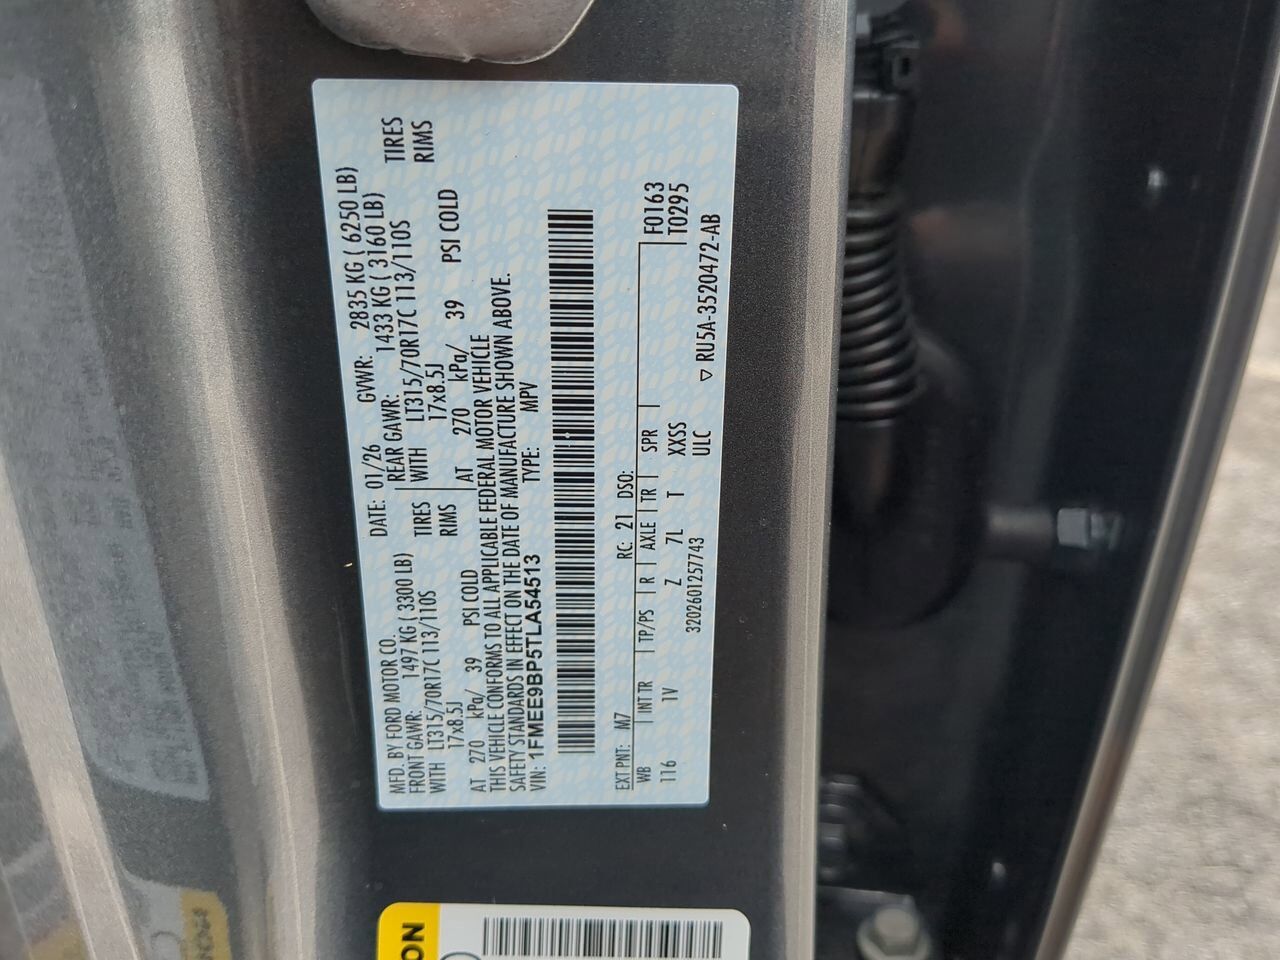 MFD. BY FORD MOTOR CO. DATE: 01/26 GVWR: 2835 KG ( 6250 LB)
FRONT GAWR: 1497 KG ( 3300 LB) REAR GAWR: 1433 KG ( 3160 LB)
WITH LT315/70R17C 113/110S TIRES WITH LT315/70R17C 113/110S TIRES
17x8.5J RIMS 17x8.5J RIMS
AT 270 kPa/ 39 PSI COLD AT 270 kPa/ 39 PSI COLD
THIS VEHICLE CONFORMS TO ALL APPLICABLE FEDERAL MOTOR VEHICLE
SAFETY STANDARDS IN EFFECT ON THE DATE OF MANUFACTURE SHOWN ABOVE.
VIN: 1FMEE9BP5TLA54513 TYPE: MPV
EXT PNT: M7 RC: 21 DSO: F0163
WB INT TR TP/PS R AXLE TR SPR T0295
116 1V Z 7L T XXSS
3202601257743 ULC ▽ RU5A-3520472-AB
ON